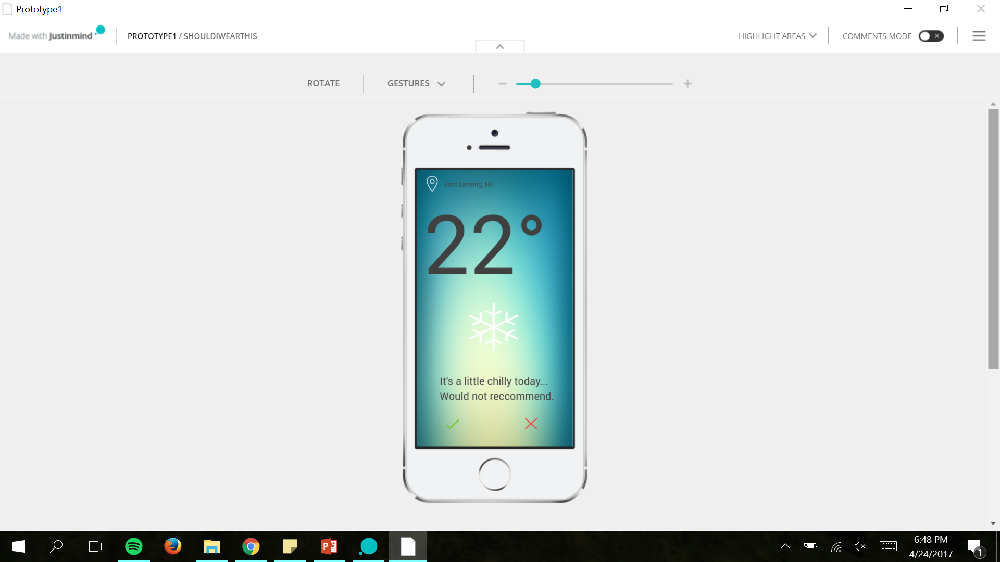 Prototype1
Made with Justinmind
PROTOTYPE1 / SHOULDIWEARTHIS
HIGHLIGHT AREAS
COMMENTS MODE
ROTATE
GESTURES
East Lansing, Mi
22°
It's a little chilly today...
Would not reccommend.
6:48 PM
4/24/2017
1